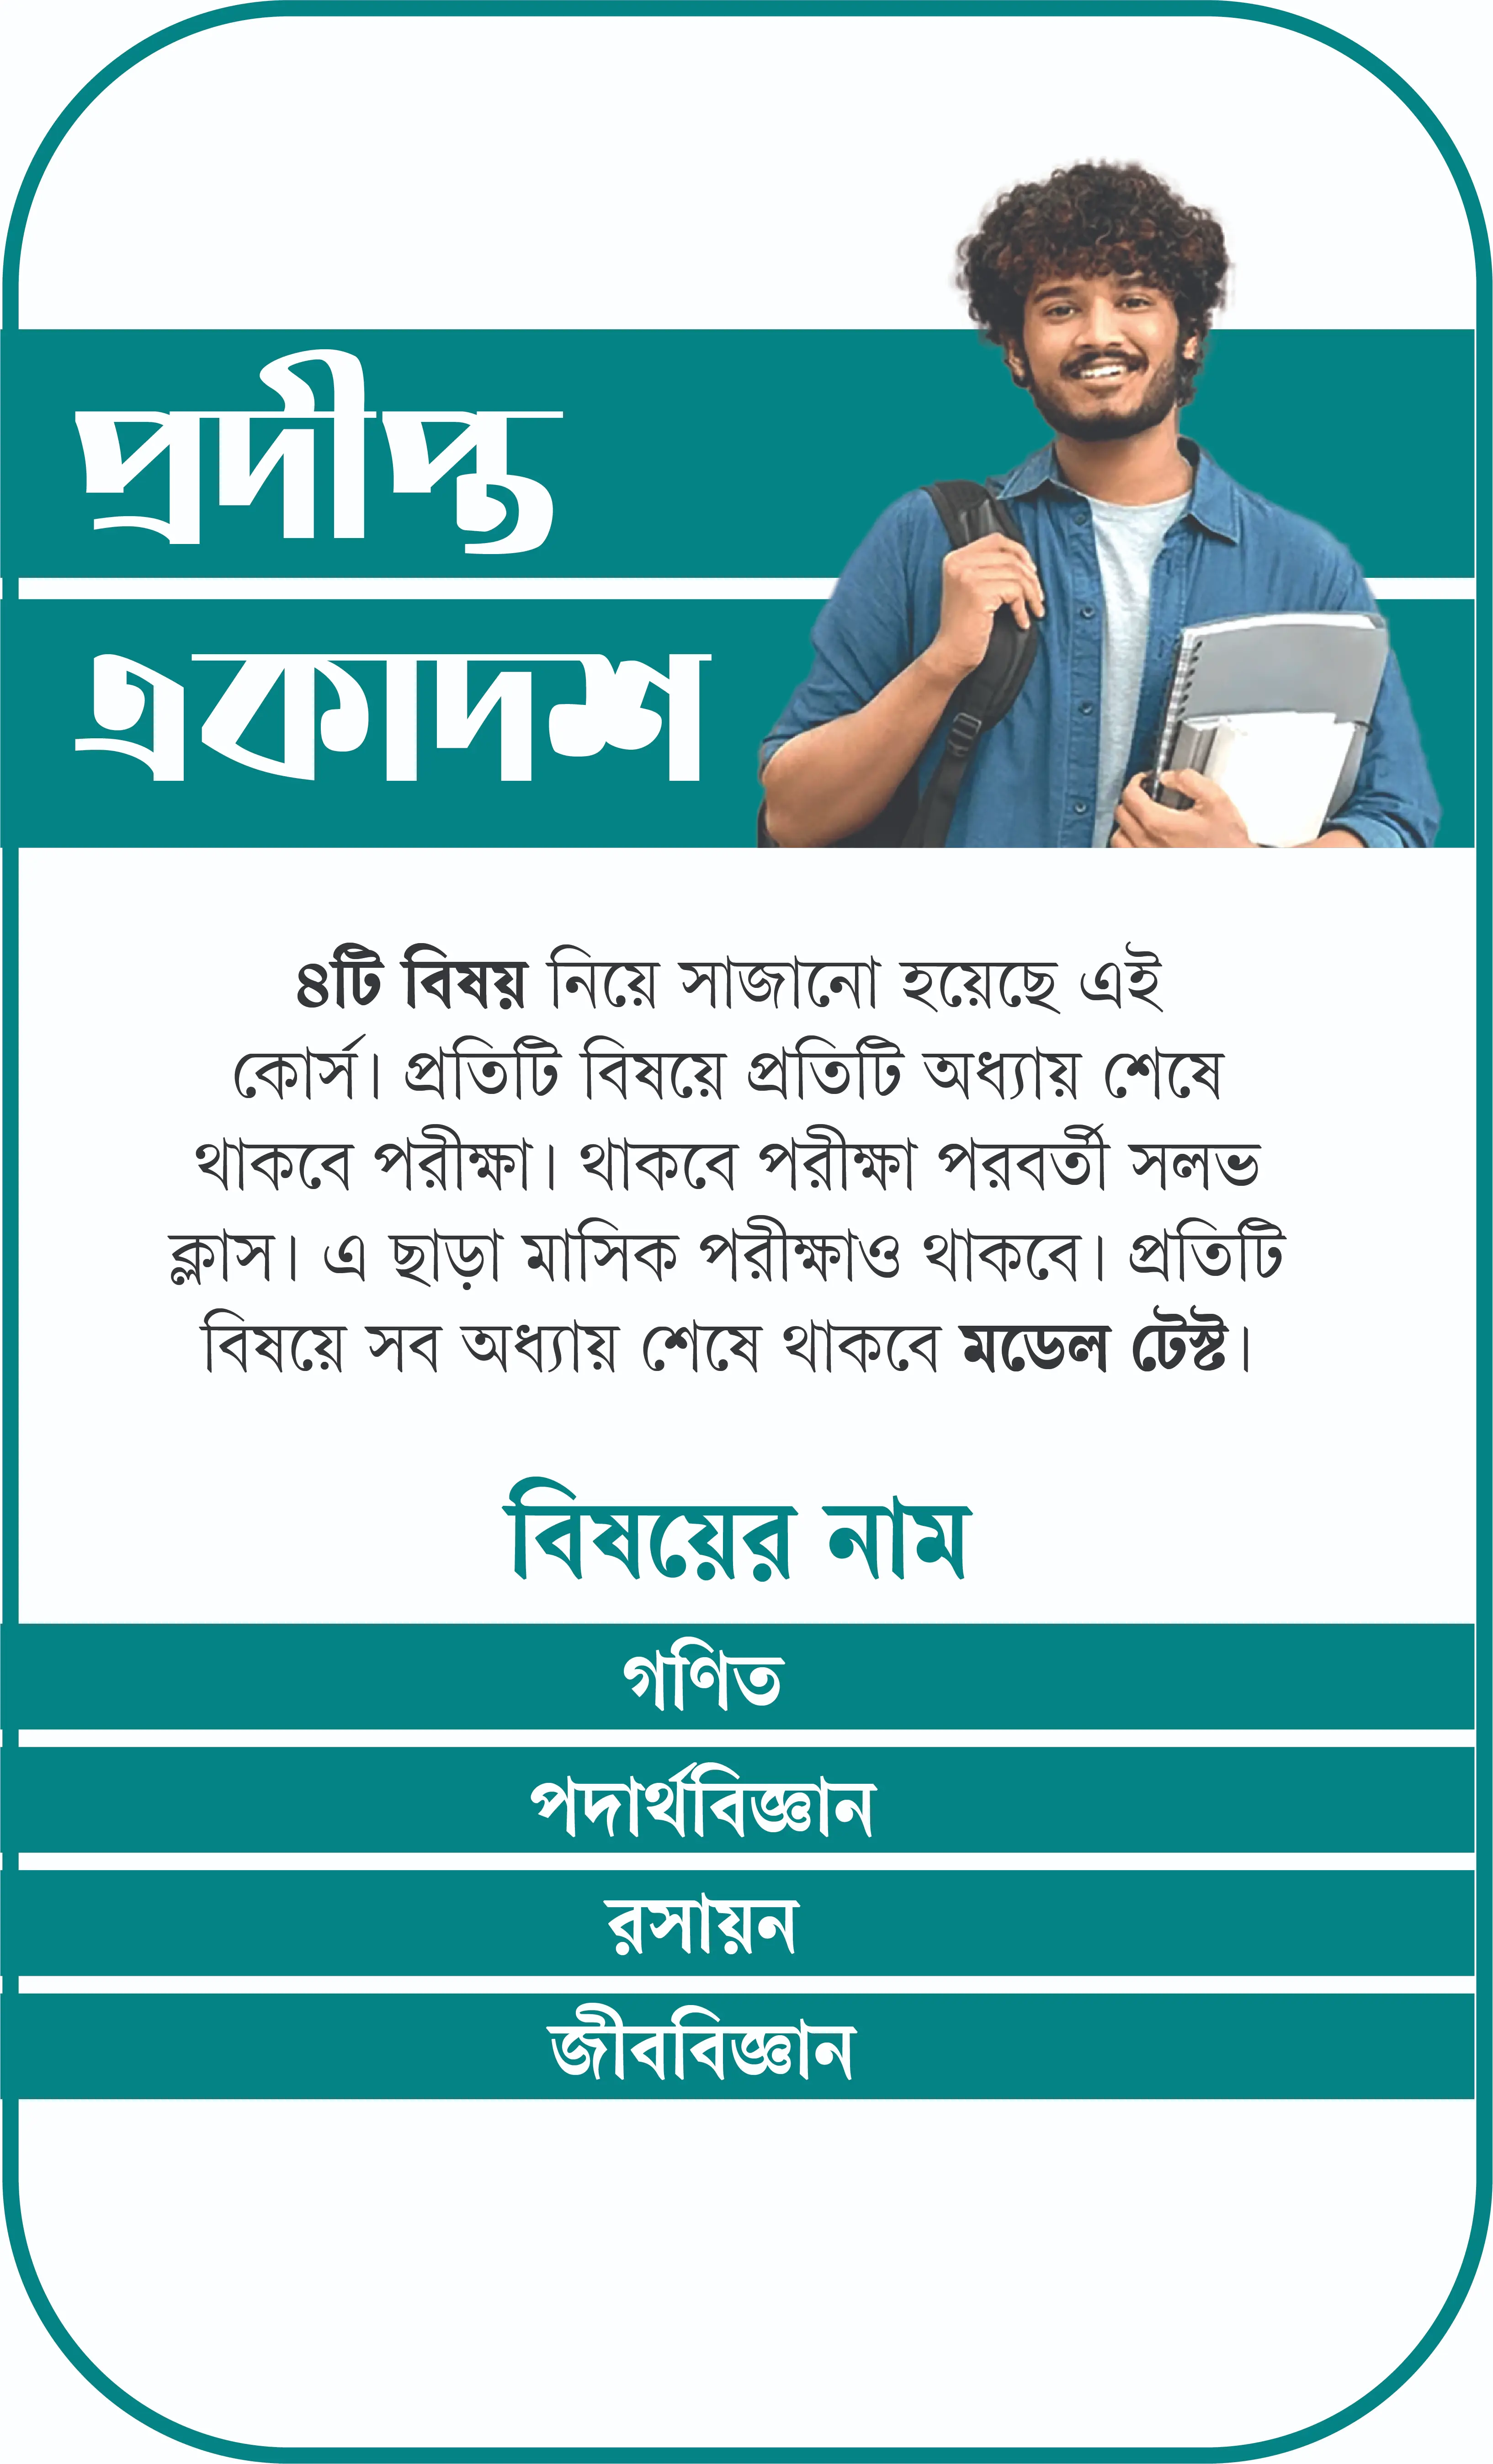 প্রদীপ্ত
একাদশ
৪টি বিষয় নিয়ে সাজানো হয়েছে এই
কোর্স। প্রতিটি বিষয়ে প্রতিটি অধ্যায় শেষে
থাকবে পরীক্ষা। থাকবে পরীক্ষা পরবর্তী সলভ
ক্লাস। এ ছাড়া মাসিক পরীক্ষাও থাকবে। প্রতিটি
বিষয়ে সব অধ্যায় শেষে থাকবে মডেল টেস্ট।
বিষয়ের নাম
গণিত
পদার্থবিজ্ঞান
রসায়ন
জীববিজ্ঞান